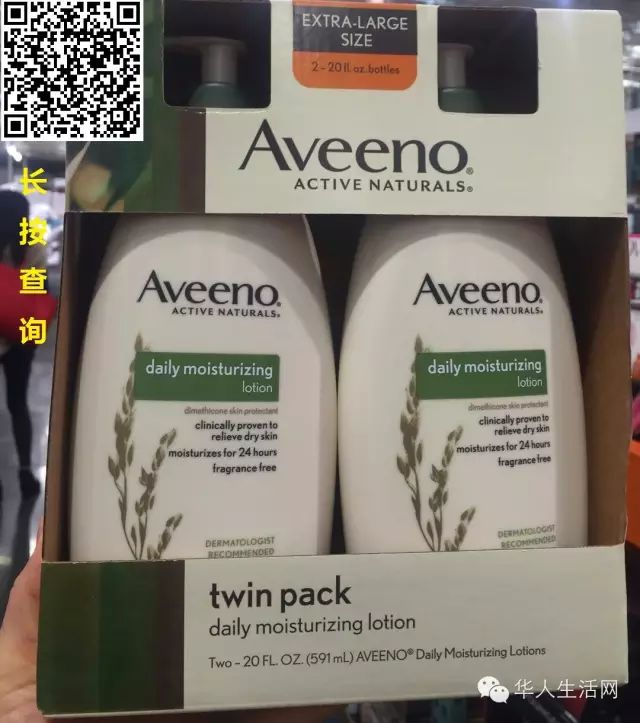 EXTRA-LARGE
SIZE
2-20 fl. oz. bottles
Aveeno®
ACTIVE NATURALS®
长按查询
Aveeno®
ACTIVE NATURALS®
daily moisturizing
lotion
dimethicone skin protectant
clinically proven to
relieve dry skin
moisturizes for 24 hours
fragrance free
DERMATOLOGIST
RECOMMENDED
Aveeno®
ACTIVE NATURALS®
daily moisturizing
lotion
dimethicone skin protectant
clinically proven to
relieve dry skin
moisturizes for 24 hours
fragrance free
DERMATOLOGIST
RECOMMENDED
twin pack
daily moisturizing lotion
Two – 20 FL. OZ. (591 mL) AVEENO® Daily Moisturizing Lotions
华人生活网